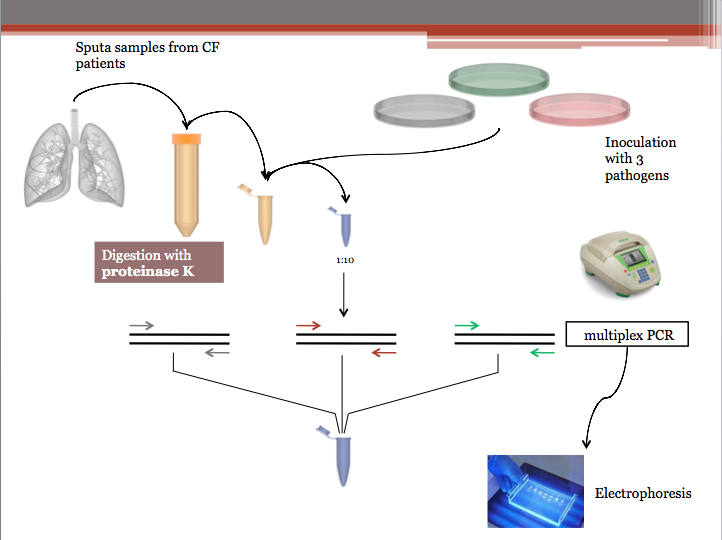 Sputa samples from CF
patients
Inoculation
with 3
pathogens
Digestion with
proteinase K
1:10
multiplex PCR
Electrophoresis